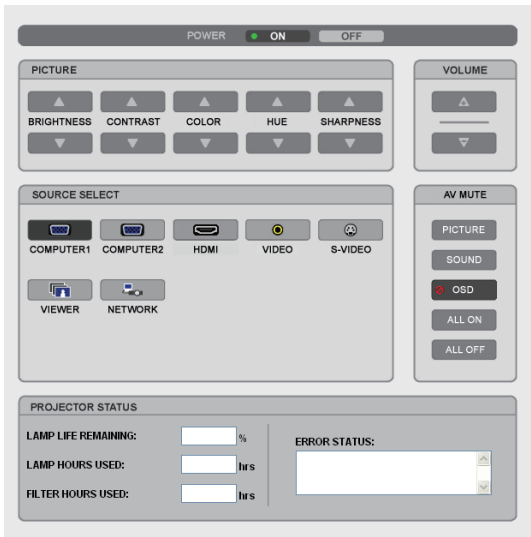 POWER ON OFF
PICTURE
BRIGHTNESS CONTRAST COLOR HUE SHARPNESS
VOLUME
SOURCE SELECT
COMPUTER1 COMPUTER2 HDMI VIDEO S-VIDEO
VIEWER NETWORK
AV MUTE
PICTURE
SOUND
OSD
ALL ON
ALL OFF
PROJECTOR STATUS
LAMP LIFE REMAINING: %
LAMP HOURS USED: hrs
FILTER HOURS USED: hrs
ERROR STATUS: